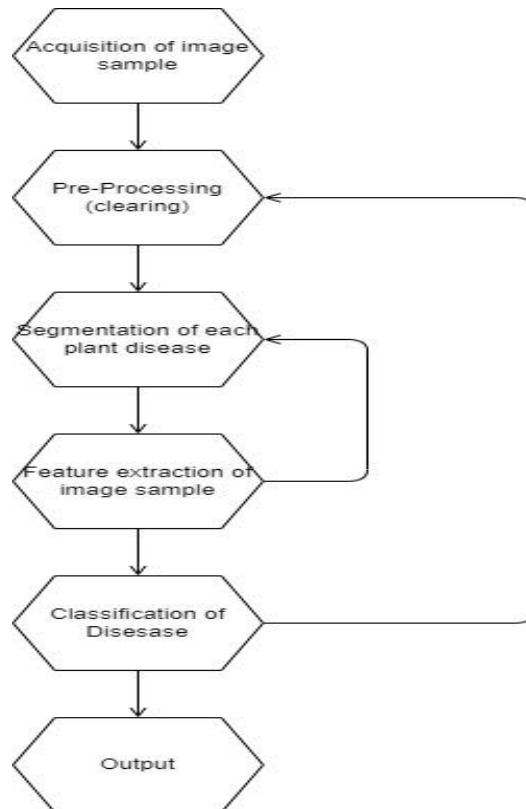 Acquisition of image
sample
Pre-Processing
(clearing)
Segmentation of each
plant disease
Feature extraction of
image sample
Classification of
Disesase
Output